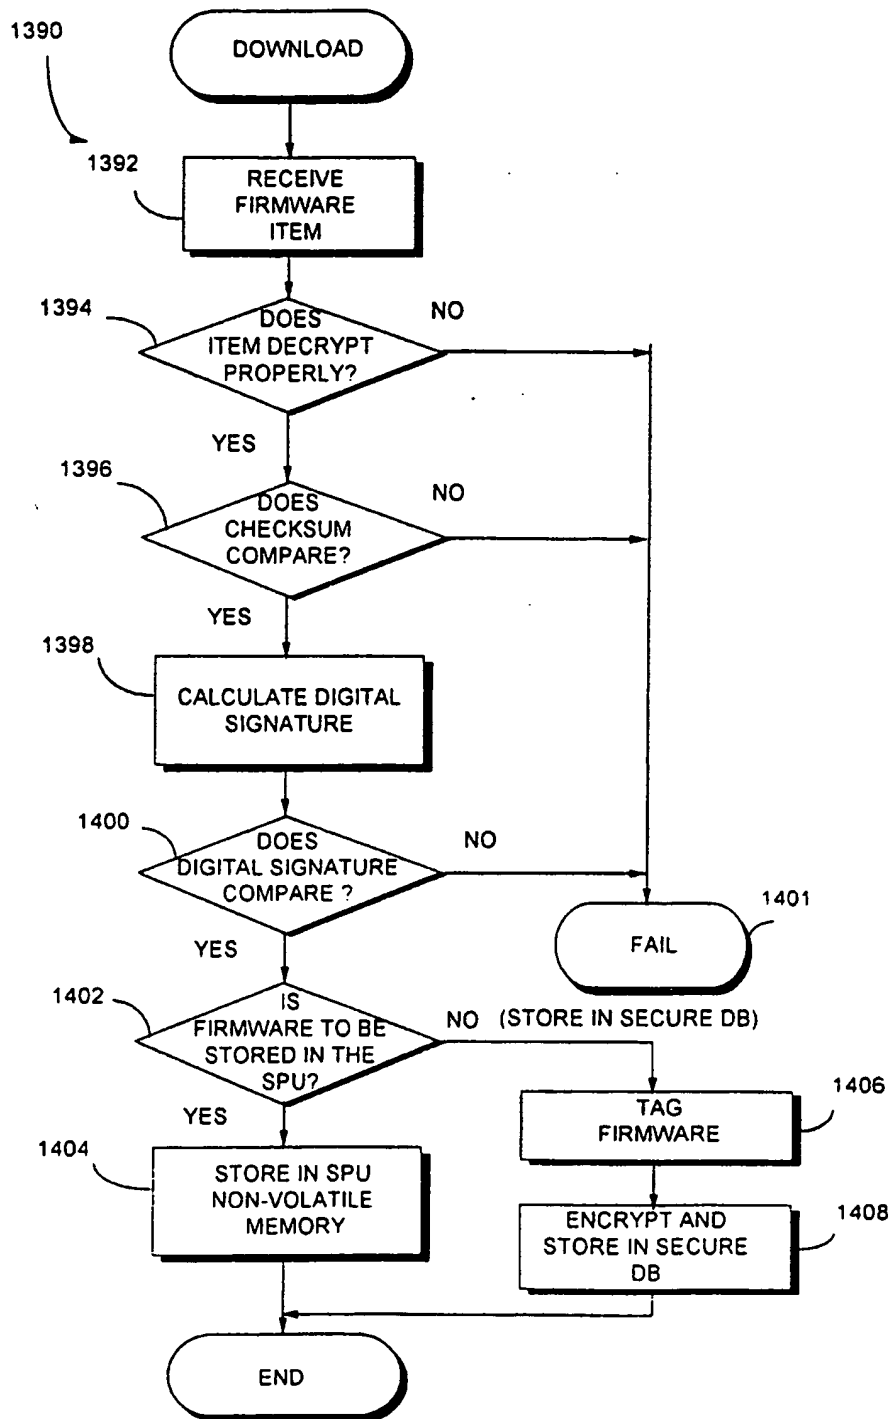 1390
DOWNLOAD
1392
RECEIVE
FIRMWARE
ITEM
1394
DOES
ITEM DECRYPT
PROPERLY?
NO
YES
1396
DOES
CHECKSUM
COMPARE?
NO
YES
1398
CALCULATE DIGITAL
SIGNATURE
1400
DOES
DIGITAL SIGNATURE
COMPARE ?
NO
1401
FAIL
YES
1402
IS
FIRMWARE TO BE
STORED IN THE
SPU?
NO (STORE IN SECURE DB)
YES
1404
STORE IN SPU
NON-VOLATILE
MEMORY
1406
TAG
FIRMWARE
1408
ENCRYPT AND
STORE IN SECURE
DB
END